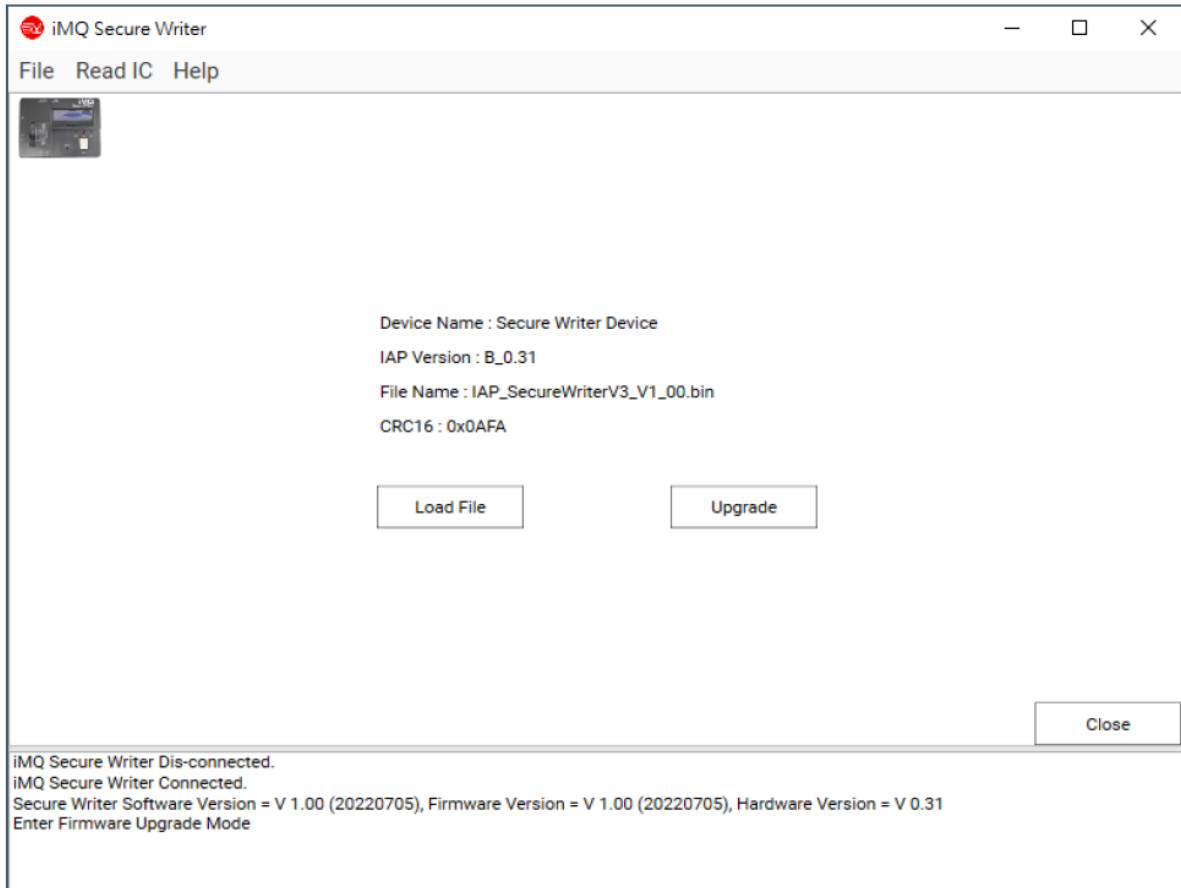 iMQ Secure Writer
File Read IC Help
iMQ
Device Name : Secure Writer Device
IAP Version : B_0.31
File Name : IAP_SecureWriterV3_V1_00.bin
CRC16 : 0x0AFA
Load File Upgrade
Close
iMQ Secure Writer Dis-connected.
iMQ Secure Writer Connected.
Secure Writer Software Version = V 1.00 (20220705), Firmware Version = V 1.00 (20220705), Hardware Version = V 0.31
Enter Firmware Upgrade Mode